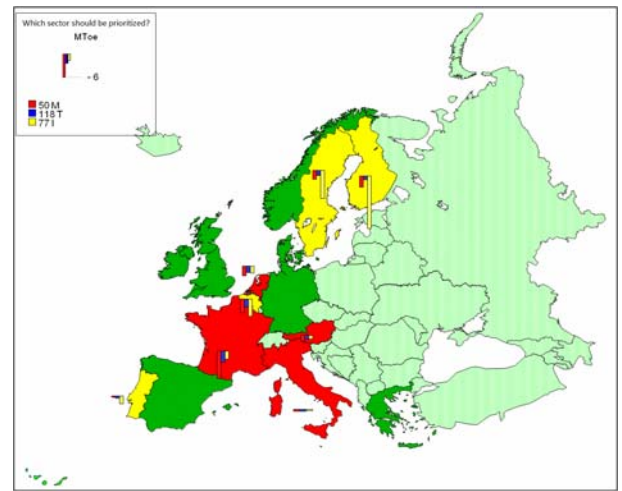 Which sector should be prioritized?
MToe
- 6
50 M
118 T
77 I